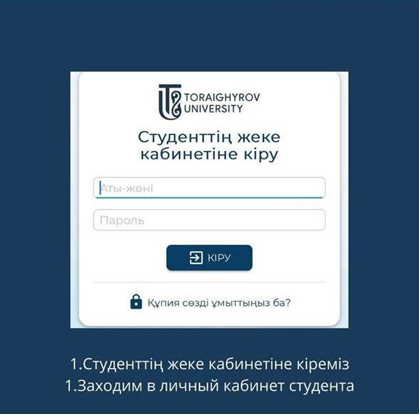 TORAIGHYROV
UNIVERSITY
Студенттің жеке
кабинетіне кіру
Аты-жөні
Пароль
КІРУ
Құпия сөзді ұмыттыңыз ба?
1.Студенттің жеке кабинетіне кіреміз
1.Заходим в личный кабинет студента